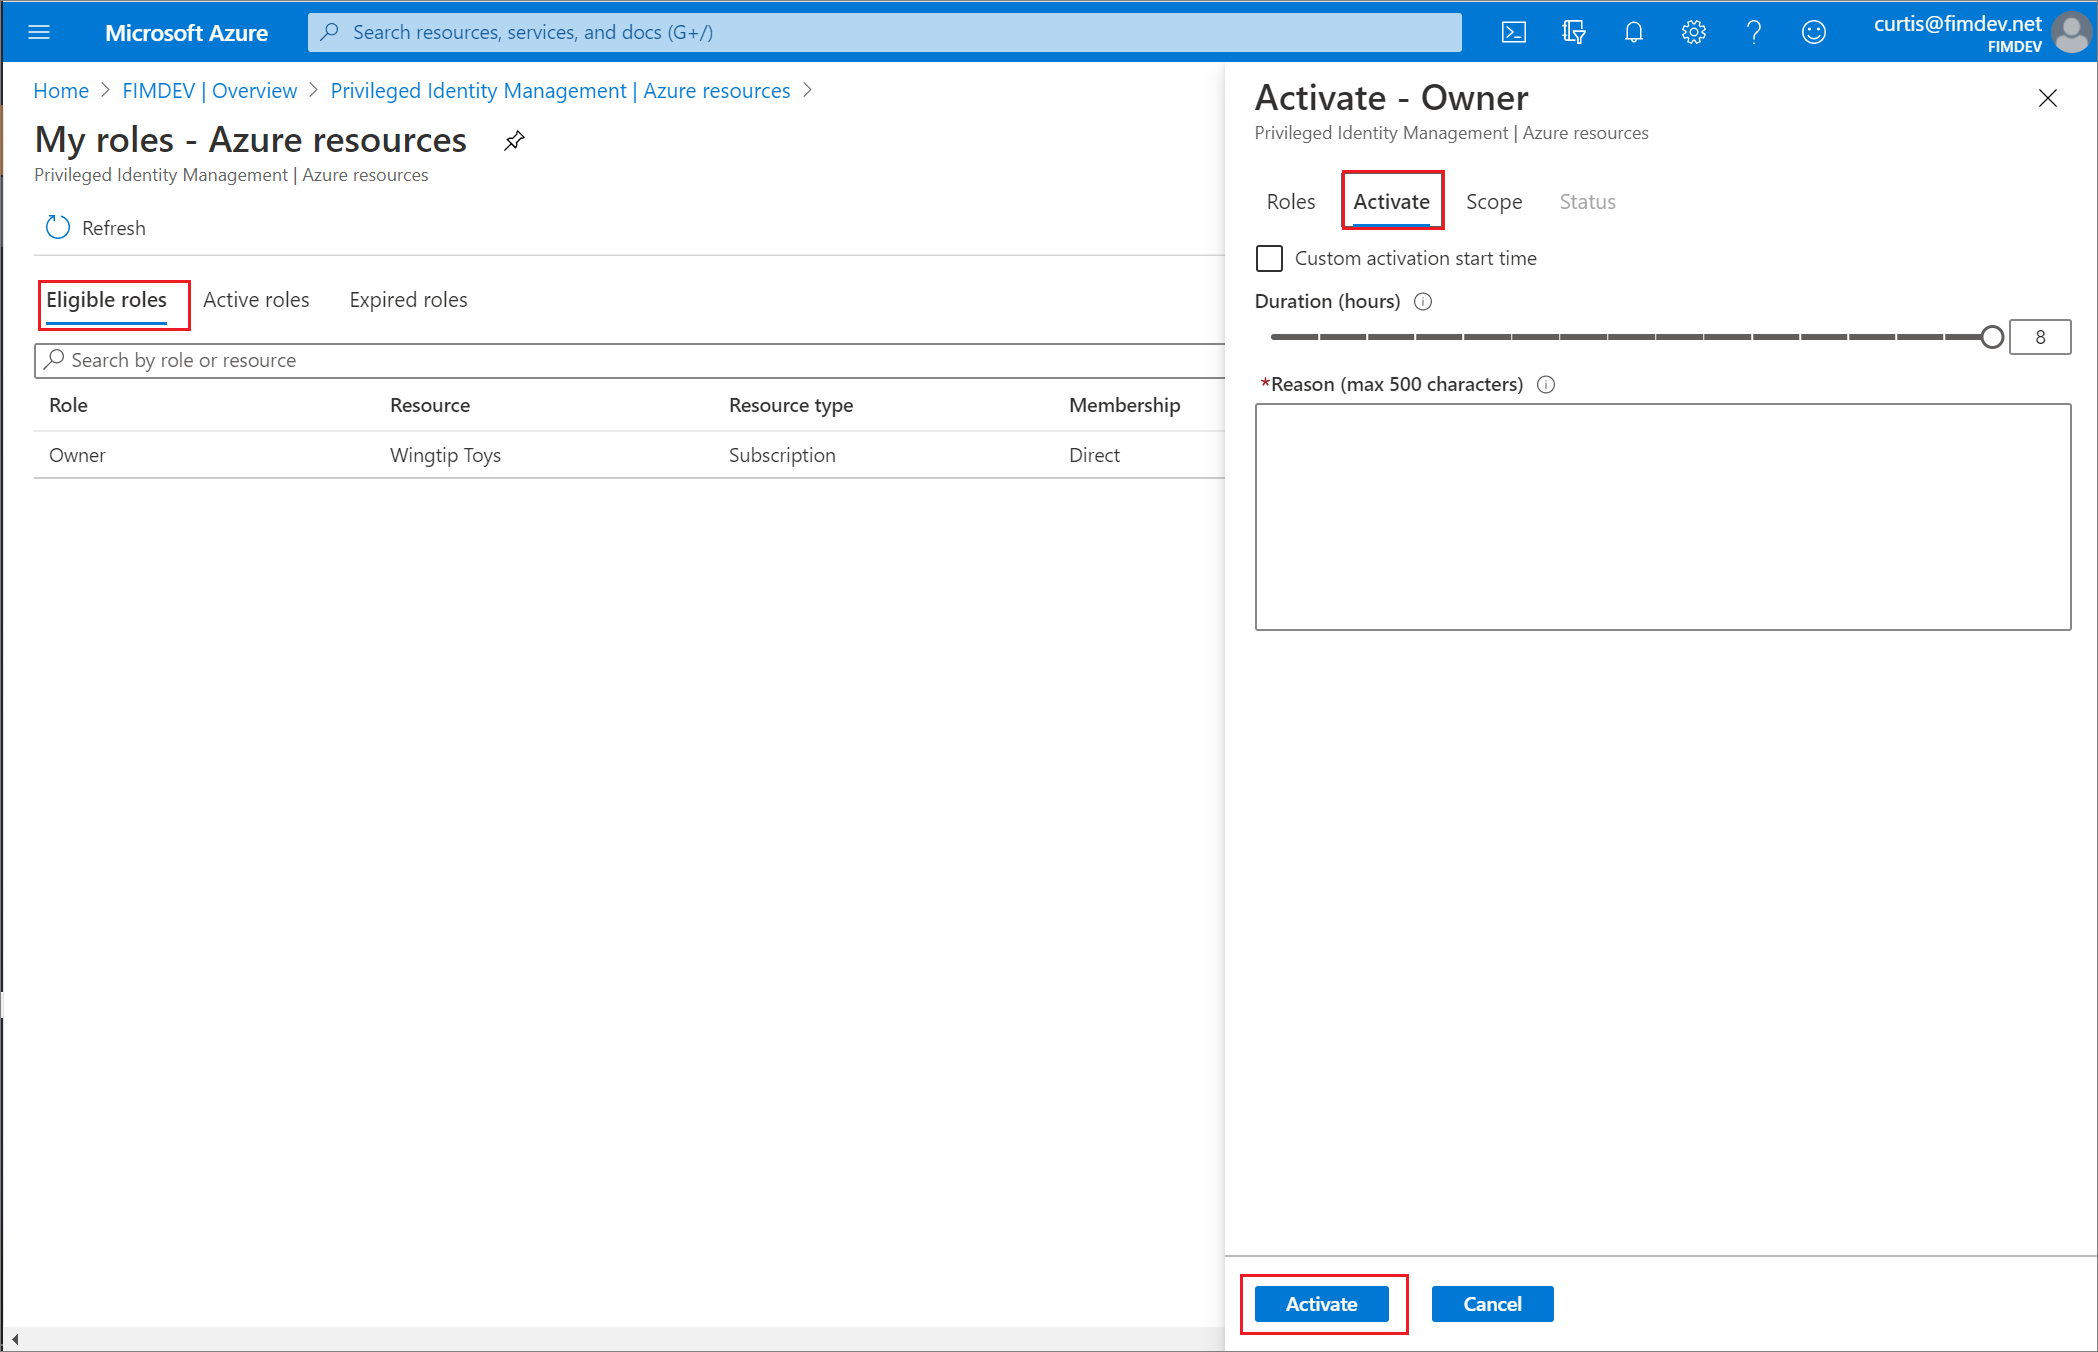 Microsoft Azure
Search resources, services, and docs (G+/)
curtis@fimdev.net
FIMDEV
Home > FIMDEV | Overview > Privileged Identity Management | Azure resources >
My roles - Azure resources
Privileged Identity Management | Azure resources
Refresh
Eligible roles Active roles Expired roles
Search by role or resource
Role Resource Resource type Membership
Owner Wingtip Toys Subscription Direct
Activate - Owner
Privileged Identity Management | Azure resources
Roles Activate Scope Status
Custom activation start time
Duration (hours)
8
*Reason (max 500 characters)
Activate Cancel